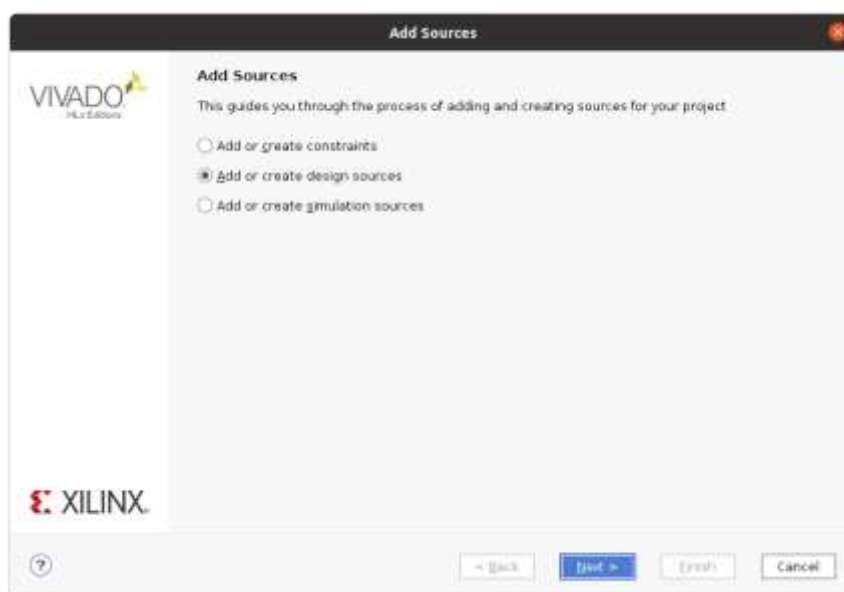 Add Sources
VIVADO
HLx Editions
Add Sources
This guides you through the process of adding and creating sources for your project
Add or create constraints
Add or create design sources
Add or create simulation sources
XILINX.
?
< Back
Next >
Finish
Cancel